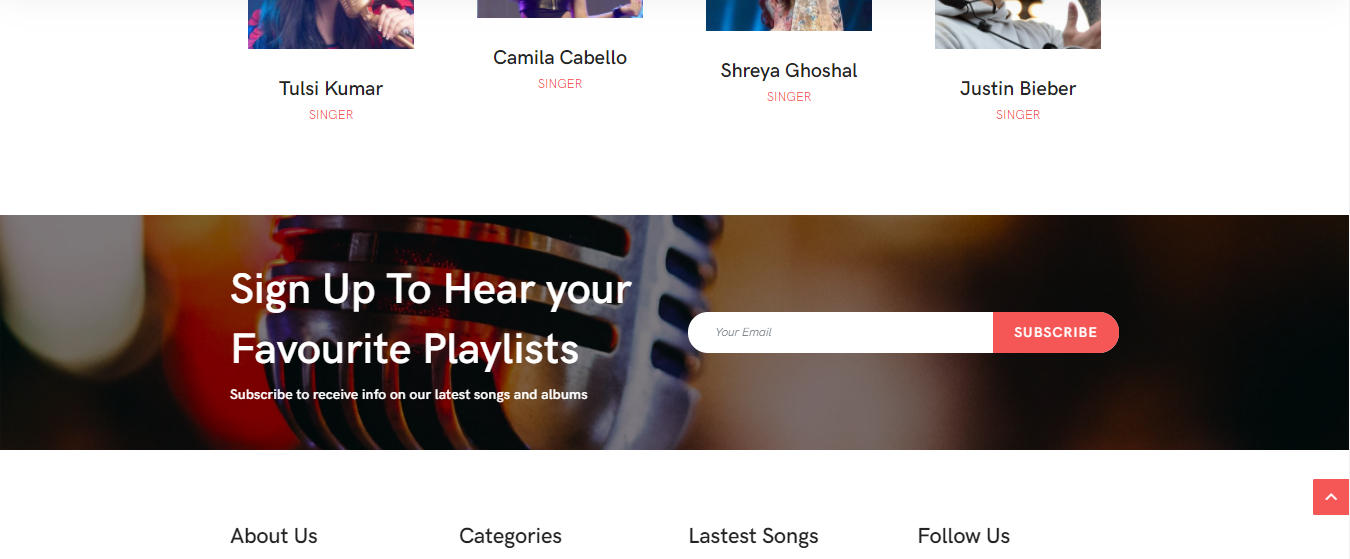 Tulsi Kumar
SINGER
Camila Cabello
SINGER
Shreya Ghoshal
SINGER
Justin Bieber
SINGER
Sign Up To Hear your
Favourite Playlists
Subscribe to receive info on our latest songs and albums
Your Email
SUBSCRIBE
About Us
Categories
Lastest Songs
Follow Us